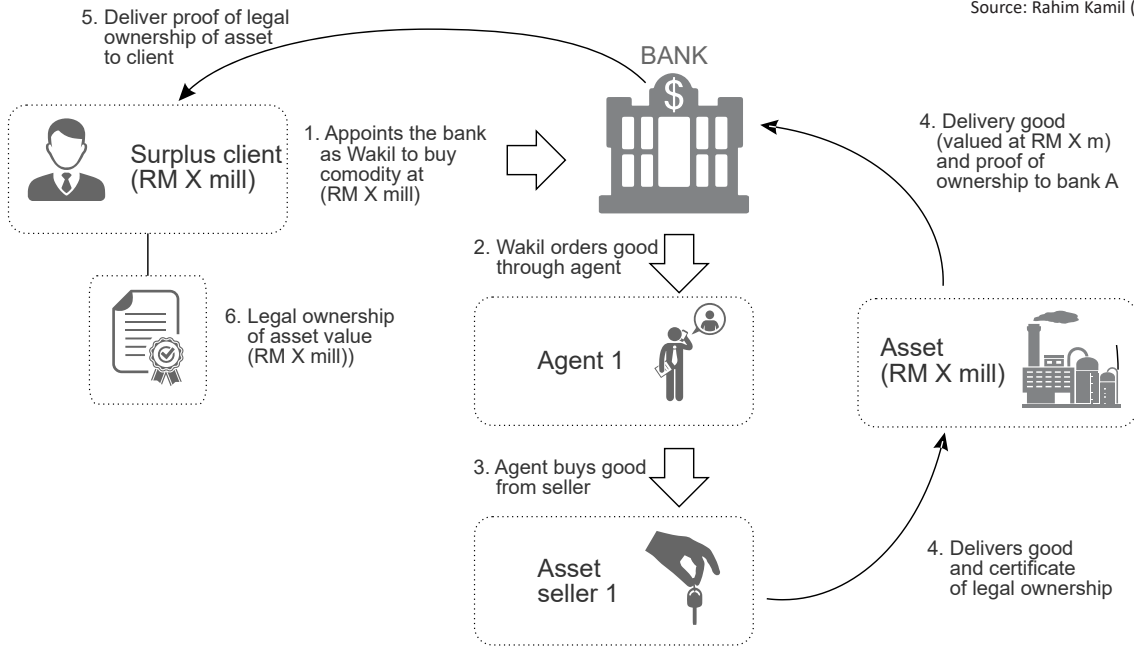 Source: Rahim Kamil (
5. Deliver proof of legal
ownership of asset
to client
BANK
$
Surplus client
(RM X mill)
1. Appoints the bank
as Wakil to buy
comodity at
(RM X mill)
4. Delivery good
(valued at RM X m)
and proof of
ownership to bank A
2. Wakil orders good
through agent
6. Legal ownership
of asset value
(RM X mill))
Agent 1
Asset
(RM X mill)
3. Agent buys good
from seller
Asset
seller 1
4. Delivers good
and certificate
of legal ownership